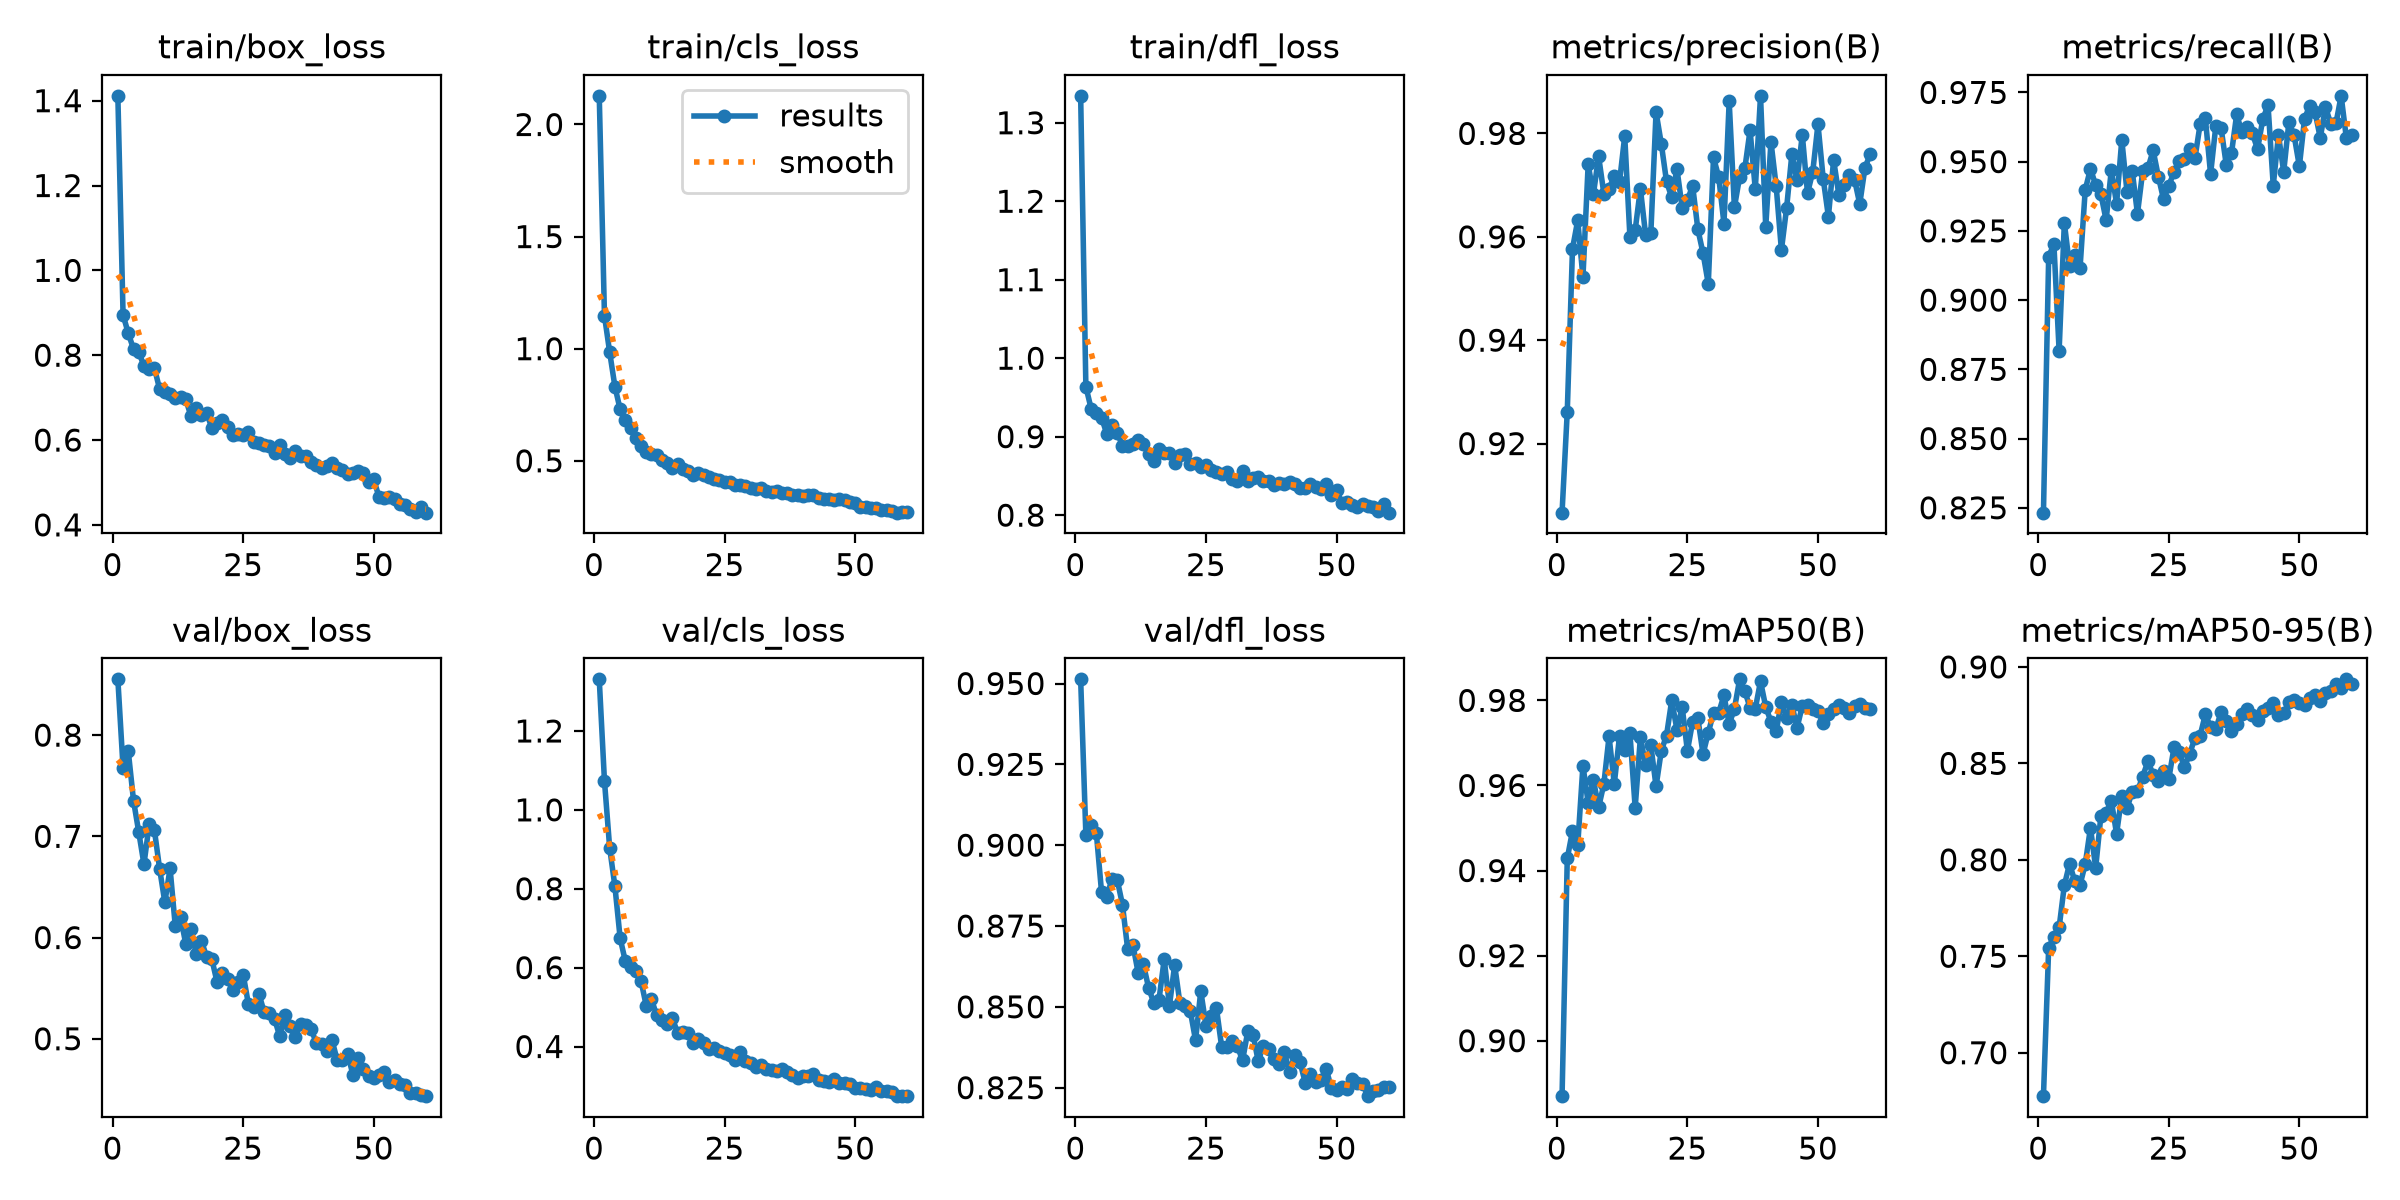 train/box_loss
1.4
1.2
1.0
0.8
0.6
0.4
0 25 50
train/cls_loss
results
smooth
2.0
1.5
1.0
0.5
0 25 50
train/dfl_loss
1.3
1.2
1.1
1.0
0.9
0.8
0 25 50
metrics/precision(B)
0.98
0.96
0.94
0.92
0 25 50
metrics/recall(B)
0.975
0.950
0.925
0.900
0.875
0.850
0.825
0 25 50
val/box_loss
0.8
0.7
0.6
0.5
0 25 50
val/cls_loss
1.2
1.0
0.8
0.6
0.4
0 25 50
val/dfl_loss
0.950
0.925
0.900
0.875
0.850
0.825
0 25 50
metrics/mAP50(B)
0.98
0.96
0.94
0.92
0.90
0 25 50
metrics/mAP50-95(B)
0.90
0.85
0.80
0.75
0.70
0 25 50